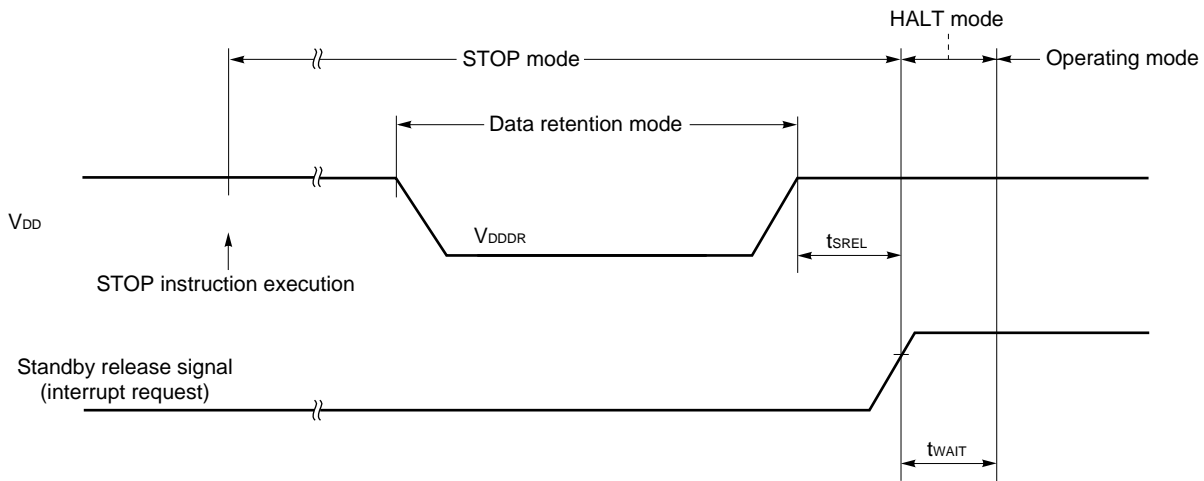 HALT mode
STOP mode
Operating mode
Data retention mode
VDD
VDDDR
tSREL
STOP instruction execution
Standby release signal
(interrupt request)
tWAIT